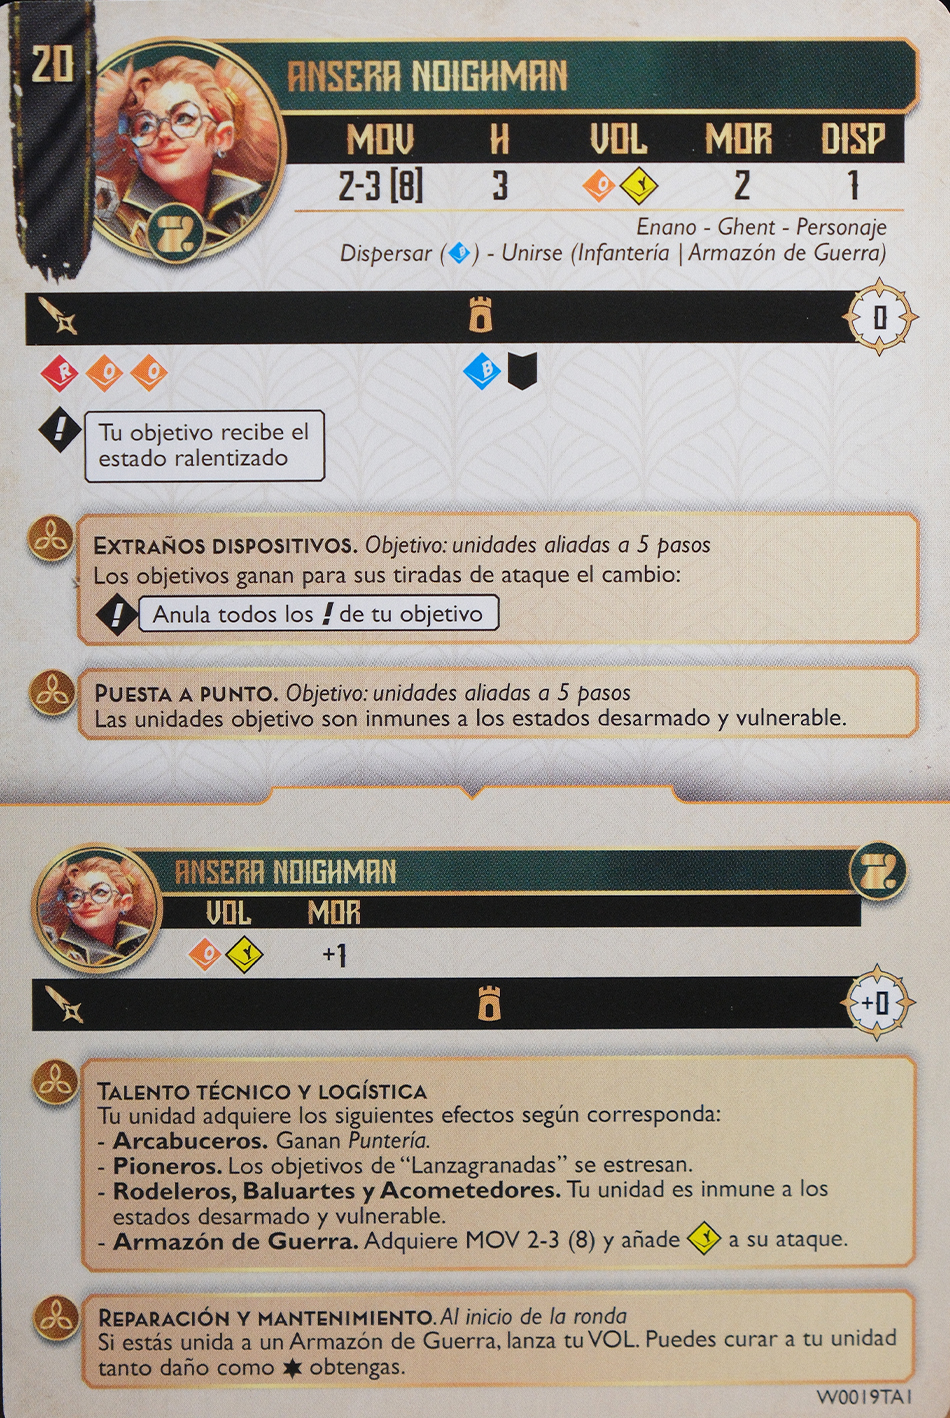 20
ANSERA NOIGHMAN
MOV H VOL MOR DISP
2-3 [8] 3 O Y 2 1
Enano - Ghent - Personaje
Dispersar (B) - Unirse (Infantería | Armazón de Guerra)
0
R O O B
! Tu objetivo recibe el
estado ralentizado
EXTRAÑOS DISPOSITIVOS. Objetivo: unidades aliadas a 5 pasos
Los objetivos ganan para sus tiradas de ataque el cambio:
! Anula todos los ! de tu objetivo
PUESTA A PUNTO. Objetivo: unidades aliadas a 5 pasos
Las unidades objetivo son inmunes a los estados desarmado y vulnerable.
ANSERA NOIGHMAN
VOL MOR
O Y +1
+0
TALENTO TÉCNICO Y LOGÍSTICA
Tu unidad adquiere los siguientes efectos según corresponda:
- Arcabuceros. Ganan Puntería.
- Pioneros. Los objetivos de “Lanzagranadas” se estresan.
- Rodeleros, Baluartes y Acometedores. Tu unidad es inmune a los
estados desarmado y vulnerable.
- Armazón de Guerra. Adquiere MOV 2-3 (8) y añade Y a su ataque.
REPARACIÓN Y MANTENIMIENTO. Al inicio de la ronda
Si estás unida a un Armazón de Guerra, lanza tu VOL. Puedes curar a tu unidad
tanto daño como ✶ obtengas.
W0019TA1